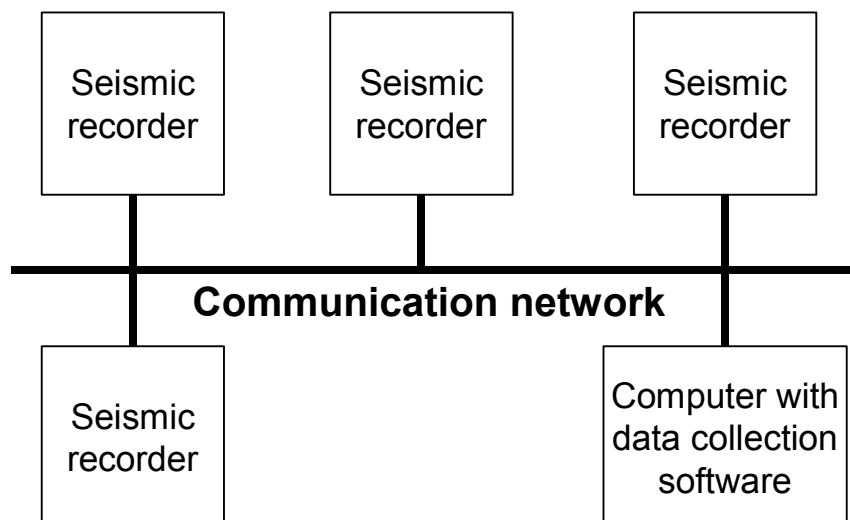 Seismic
recorder
Seismic
recorder
Seismic
recorder
Communication network
Seismic
recorder
Computer with
data collection
software